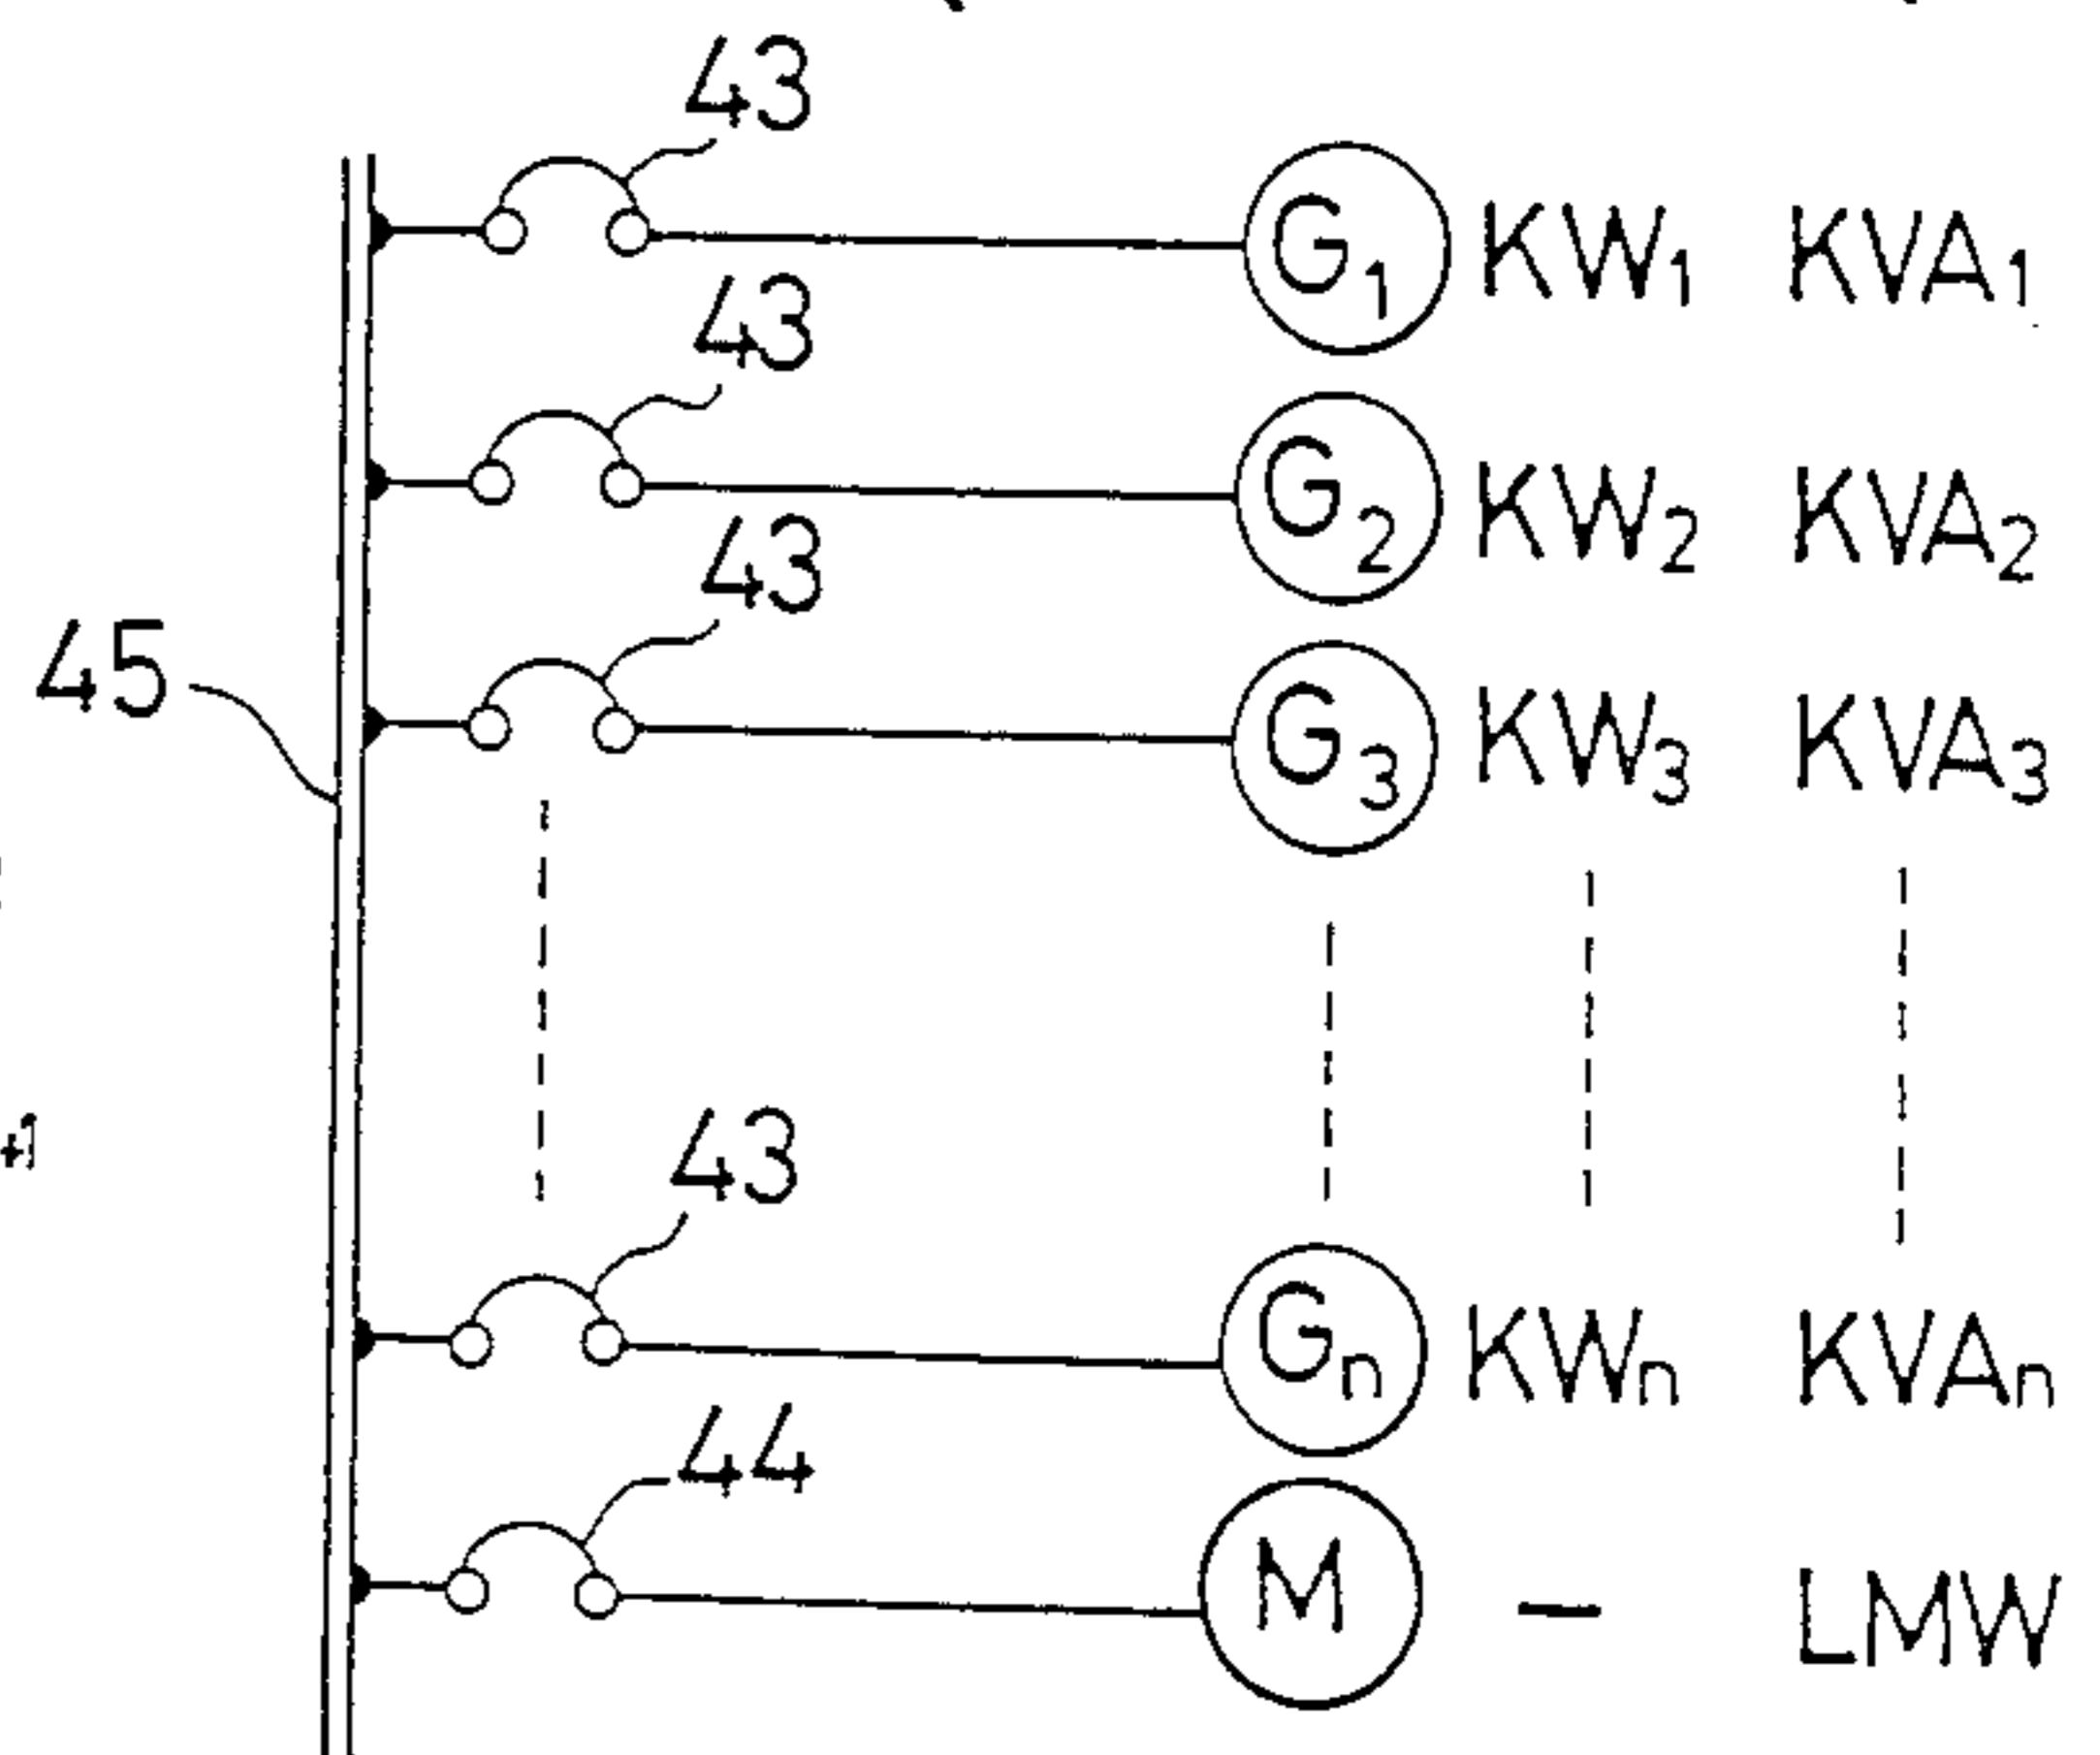 43
G1 KW1 KVA1
43
G2 KW2 KVA2
43
G3 KW3 KVA3
45
43
Gn KWn KVAn
44
M – LMW